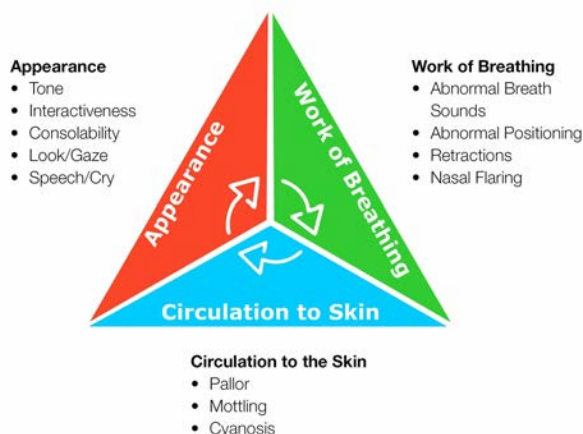 Appearance
• Tone
• Interactiveness
• Consolability
• Look/Gaze
• Speech/Cry
Appearance
Work of Breathing
Circulation to Skin
Work of Breathing
• Abnormal Breath
Sounds
• Abnormal Positioning
• Retractions
• Nasal Flaring
Circulation to the Skin
• Pallor
• Mottling
• Cyanosis